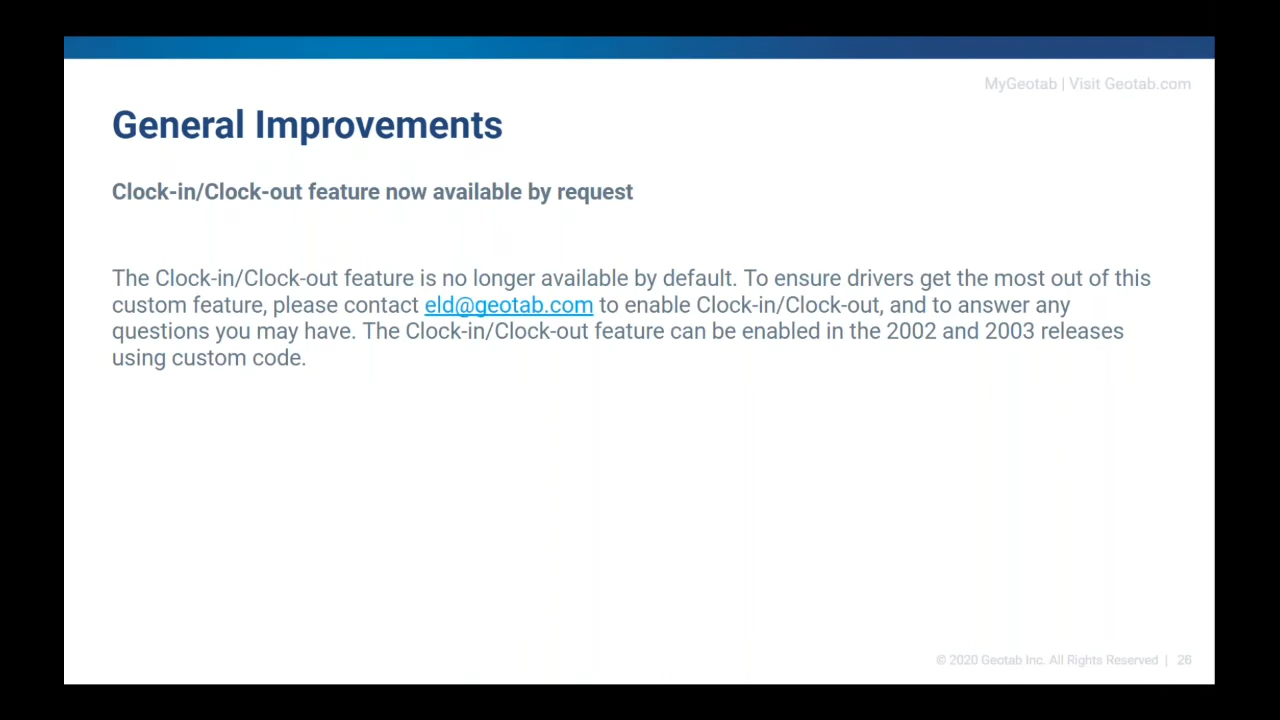 MyGeotab | Visit Geotab.com
General Improvements
Clock-in/Clock-out feature now available by request
The Clock-in/Clock-out feature is no longer available by default. To ensure drivers get the most out of this
custom feature, please contact eld@geotab.com to enable Clock-in/Clock-out, and to answer any
questions you may have. The Clock-in/Clock-out feature can be enabled in the 2002 and 2003 releases
using custom code.
© 2020 Geotab Inc. All Rights Reserved | 26